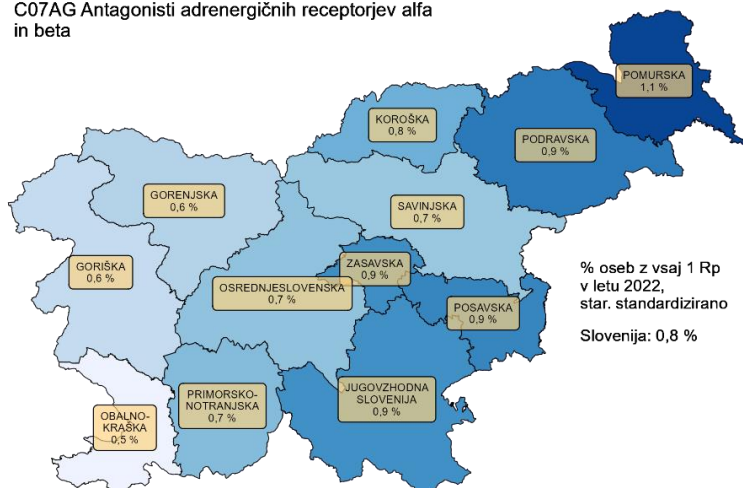 C07AG Antagonisti adrenergičnih receptorjev alfa
in beta
POMURSKA
1,1 %
KOROŠKA
0,8 %
PODRAVSKA
0,9 %
GORENJSKA
0,6 %
SAVINJSKA
0,7 %
GORIŠKA
0,6 %
ZASAVSKA
0,9 %
OSREDNJESLOVENSKA
0,7 %
POSAVSKA
0,9 %
% oseb z vsaj 1 Rp
v letu 2022,
star. standardizirano
Slovenija: 0,8 %
OBALNO-
KRAŠKA
0,5 %
PRIMORSKO-
NOTRANJSKA
0,7 %
JUGOVZHODNA
SLOVENIJA
0,9 %